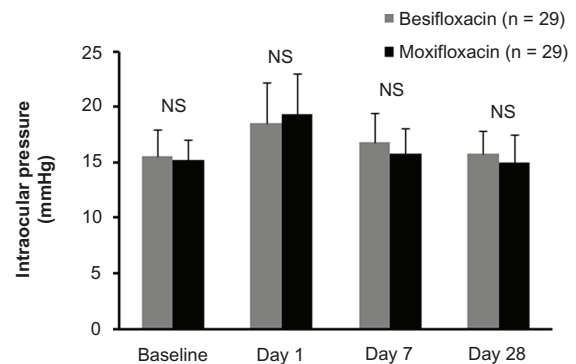 Besifloxacin (n = 29)
Moxifloxacin (n = 29)
Intraocular pressure
(mmHg)
25
20
15
10
5
0
NS
NS
NS
NS
Baseline
Day 1
Day 7
Day 28